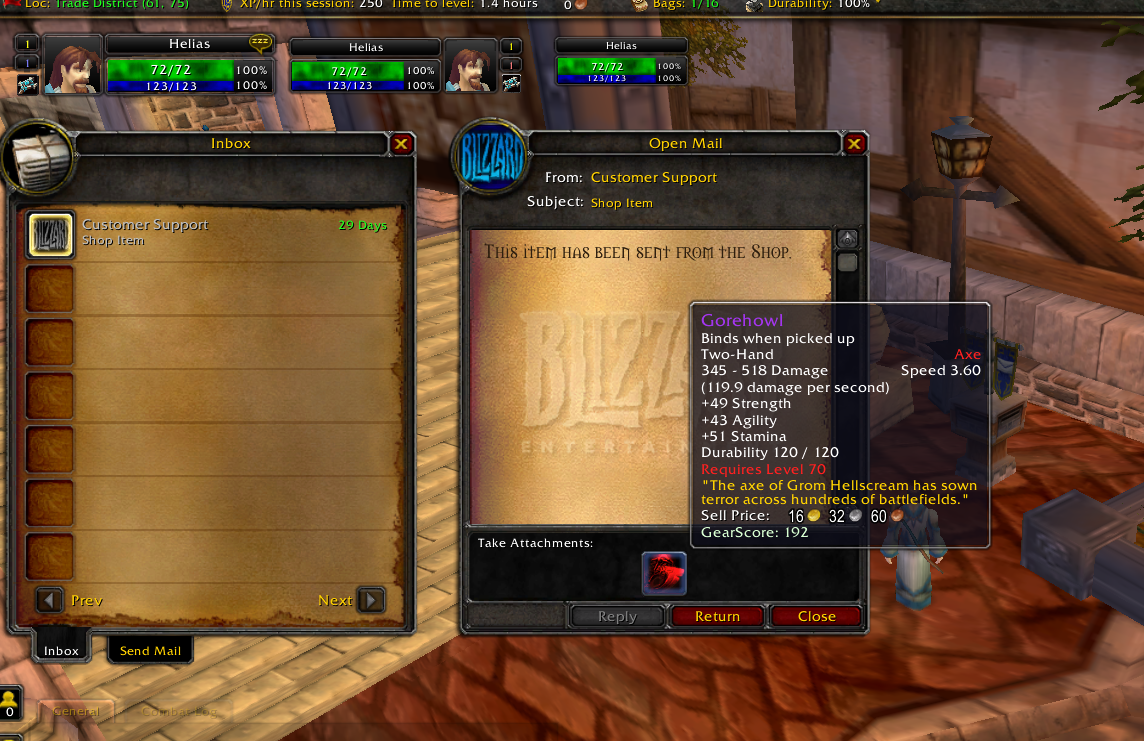 Loc: Trade District (61, 75)
XP/hr this session: 250
Time to level: 1.4 hours
0
Bags: 1/16
Durability: 100%
1
Helias
zzz
72/72 100%
123/123 100%
Helias
72/72 100%
123/123 100%
1
Helias
72/72 100%
123/123 100%
Inbox
Customer Support 29 Days
Shop Item
Prev
Next
Inbox
Send Mail
BLIZZARD
Open Mail
From: Customer Support
Subject: Shop Item
This item has been sent from the Shop.
Gorehowl
Binds when picked up
Two-Hand Axe
345 - 518 Damage Speed 3.60
(119.9 damage per second)
+49 Strength
+43 Agility
+51 Stamina
Durability 120 / 120
Requires Level 70
"The axe of Grom Hellscream has sown
terror across hundreds of battlefields."
Sell Price: 16 32 60
GearScore: 192
Take Attachments:
Reply
Return
Close
0
General
Combat Log